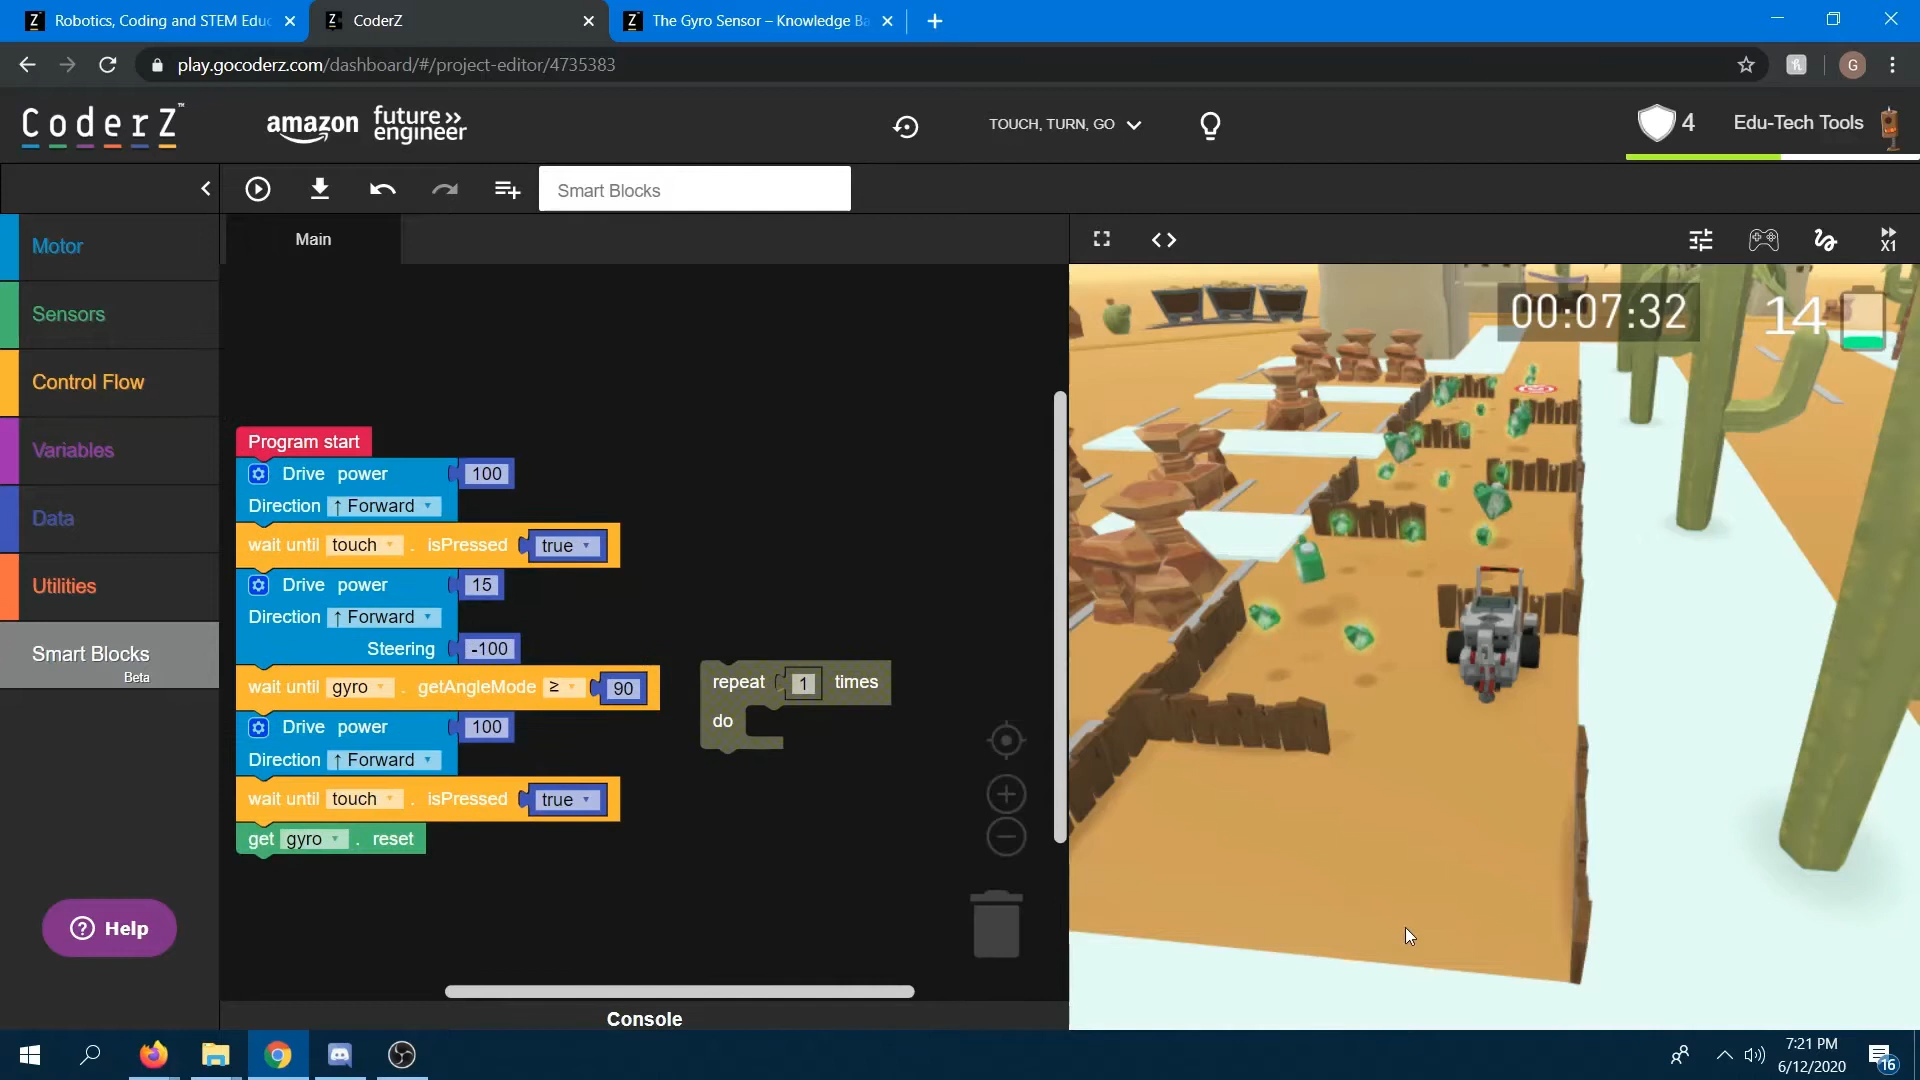 Robotics, Coding and STEM Educ
CoderZ
The Gyro Sensor – Knowledge Ba
play.gocoderz.com/dashboard/#/project-editor/4735383
G
CoderZ™
amazon future engineer
TOUCH, TURN, GO
4
Edu-Tech Tools
Smart Blocks
Motor
Sensors
Control Flow
Variables
Data
Utilities
Smart Blocks
Beta
Help
Main
Program start
Drive power 100
Direction ↑ Forward
wait until touch . isPressed true
Drive power 15
Direction ↑ Forward
Steering -100
wait until gyro . getAngleMode ≥ 90
Drive power 100
Direction ↑ Forward
wait until touch . isPressed true
get gyro . reset
repeat 1 times
do
Console
X1
00:07:32
14
7:21 PM
6/12/2020
16